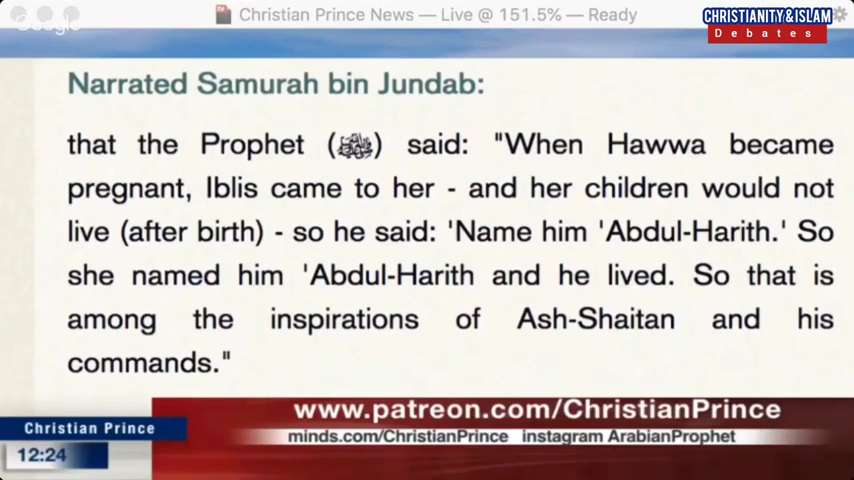 Google
Christian Prince News — Live @ 151.5% — Ready
CHRISTIANITY & ISLAM
Debates
Narrated Samurah bin Jundab:
that the Prophet (ﷺ) said: "When Hawwa became
pregnant, Iblis came to her - and her children would not
live (after birth) - so he said: 'Name him 'Abdul-Harith.' So
she named him 'Abdul-Harith and he lived. So that is
among the inspirations of Ash-Shaitan and his
commands."
www.patreon.com/ChristianPrince
Christian Prince
minds.com/ChristianPrince instagram ArabianProphet
12:24